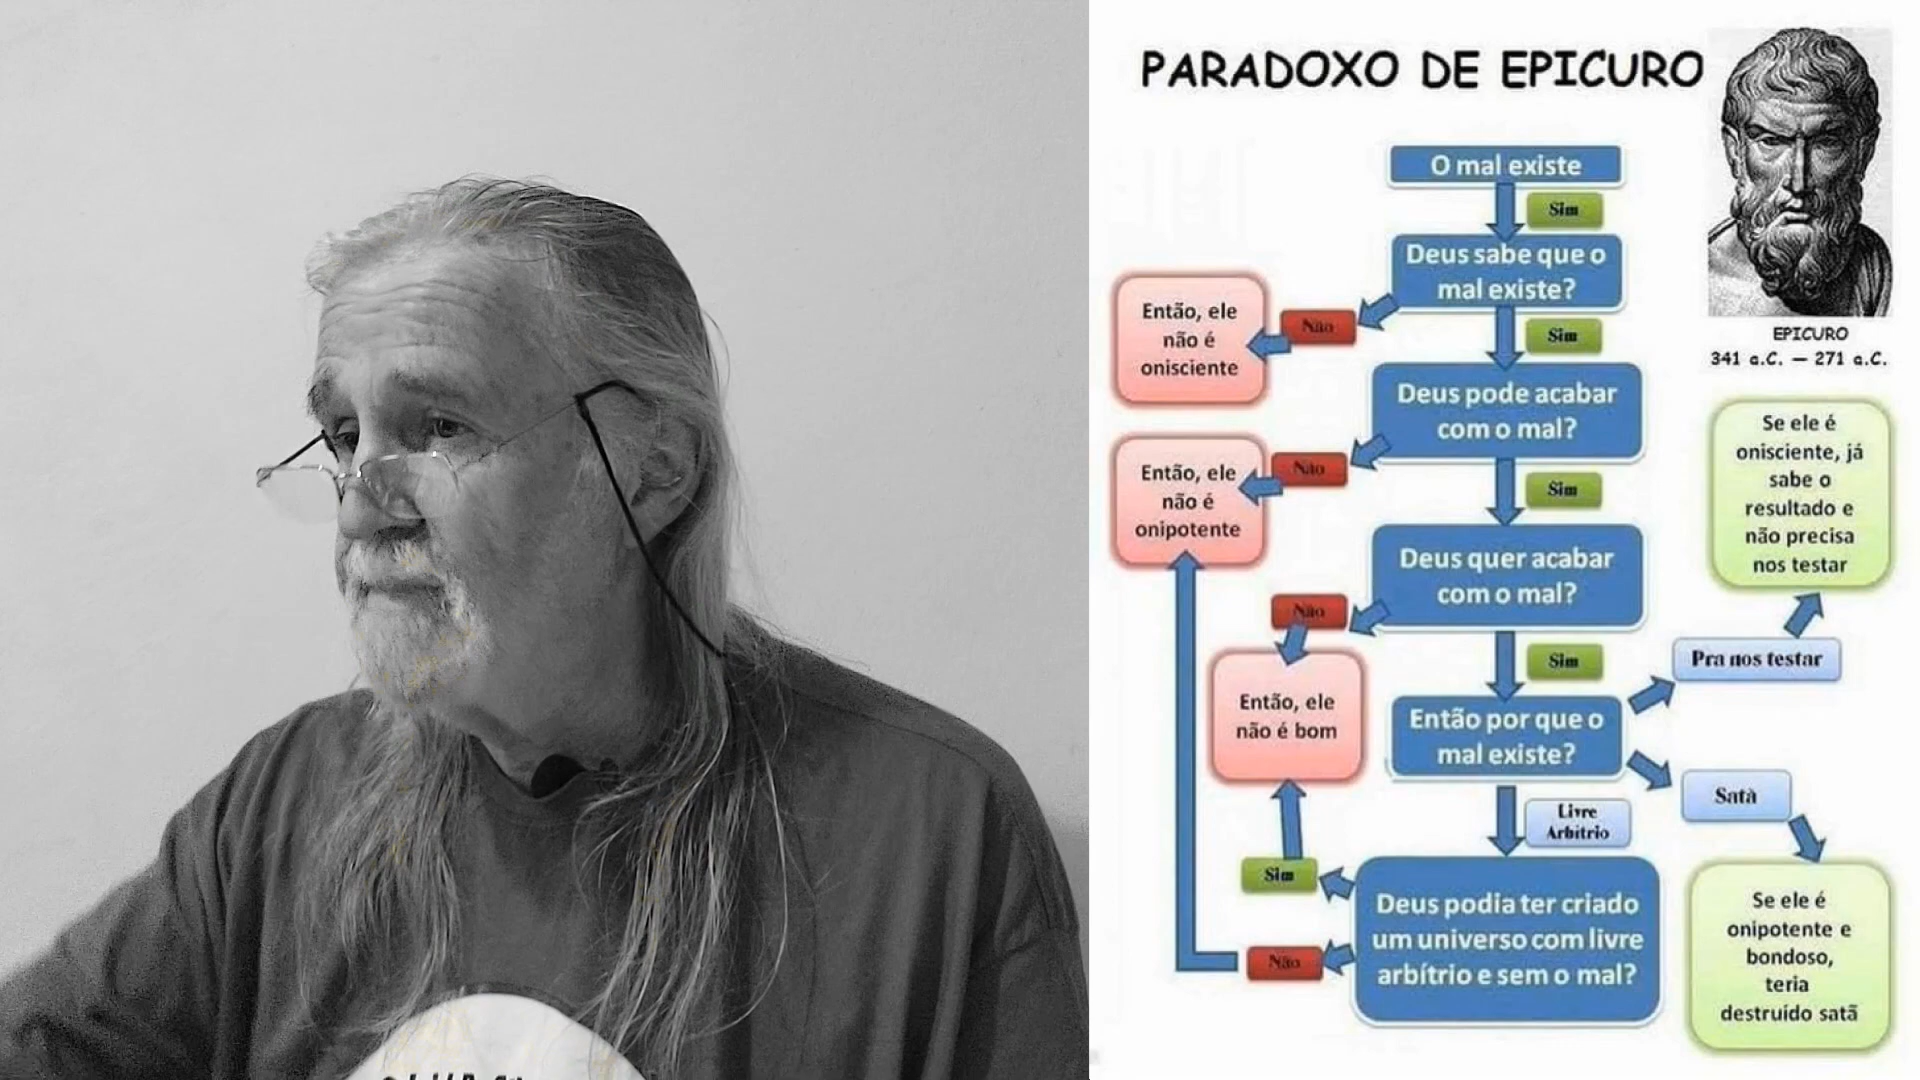 PARADOXO DE EPICURO
O mal existe
Sim
Deus sabe que o
mal existe?
EPICURO
341 a.C. — 271 a.C.
Não
Então, ele
não é
onisciente
Sim
Deus pode acabar
com o mal?
Não
Então, ele
não é
onipotente
Sim
Se ele é
onisciente, já
sabe o
resultado e
não precisa
nos testar
Deus quer acabar
com o mal?
Não
Então, ele
não é bom
Sim
Pra nos testar
Então por que o
mal existe?
Satã
Livre
Arbítrio
Sim
Deus podia ter criado
um universo com livre
arbítrio e sem o mal?
Não
Se ele é
onipotente e
bondoso,
teria
destruído satã